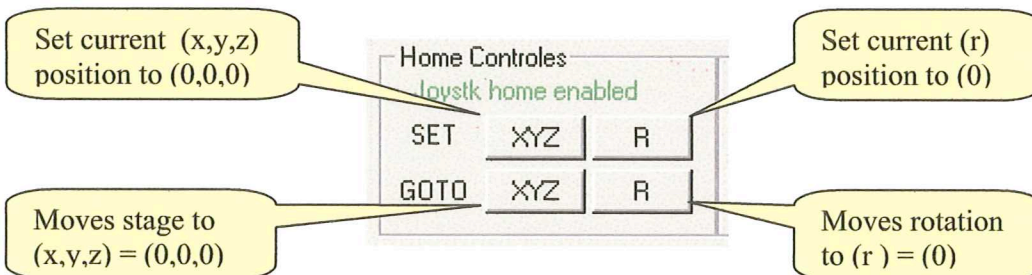 Set current (x,y,z)
position to (0,0,0)
Set current (r)
position to (0)
Home Controles
Joystk home enabled
SET XYZ R
GOTO XYZ R
Moves stage to
(x,y,z) = (0,0,0)
Moves rotation
to (r ) = (0)